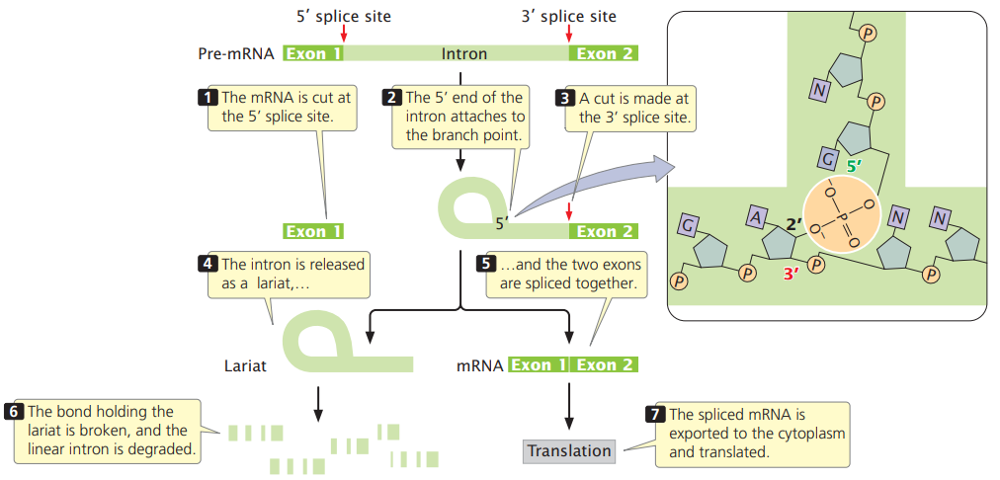 5′ splice site
3′ splice site
Pre-mRNA
Exon 1
Intron
Exon 2
1 The mRNA is cut at
the 5′ splice site.
2 The 5′ end of the
intron attaches to
the branch point.
3 A cut is made at
the 3′ splice site.
Exon 1
5′
Exon 2
4 The intron is released
as a lariat,…
5 …and the two exons
are spliced together.
Lariat
mRNA
Exon 1
Exon 2
6 The bond holding the
lariat is broken, and the
linear intron is degraded.
Translation
7 The spliced mRNA is
exported to the cytoplasm
and translated.
P
N
P
G
5′
O⁻
O
P
O⁻
O
G
A
2′
N
N
P
P
3′
P
P